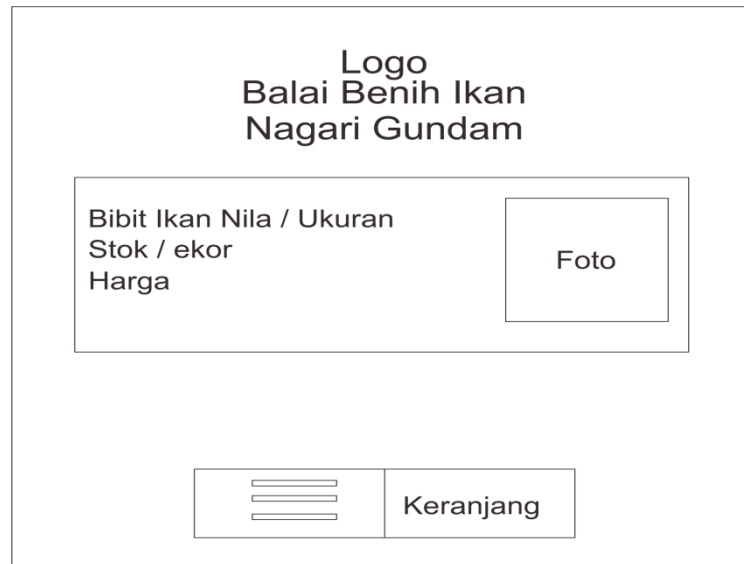 Logo
Balai Benih Ikan
Nagari Gundam
Bibit Ikan Nila / Ukuran
Stok / ekor
Harga
Foto
Keranjang